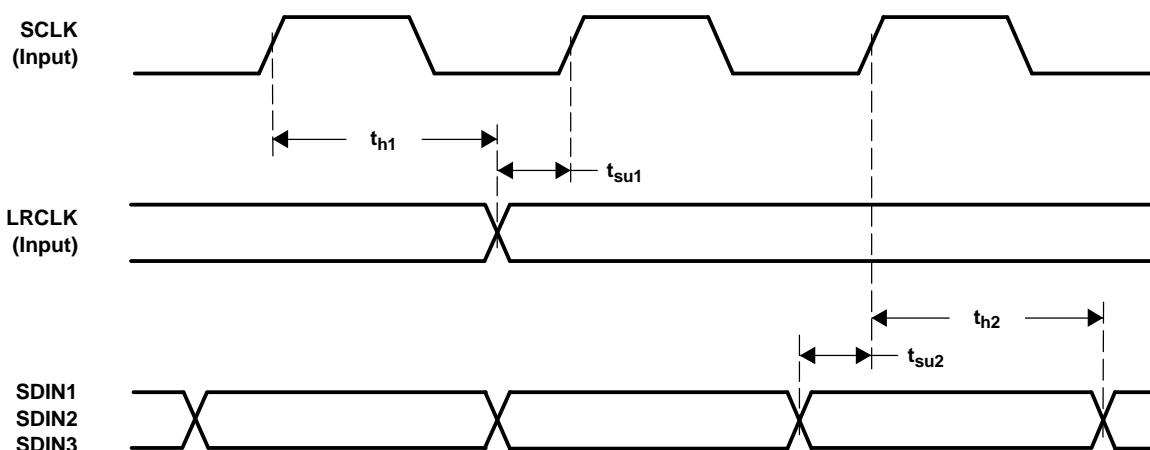 SCLK
(Input)
th1
tsu1
LRCLK
(Input)
th2
tsu2
SDIN1
SDIN2
SDIN3